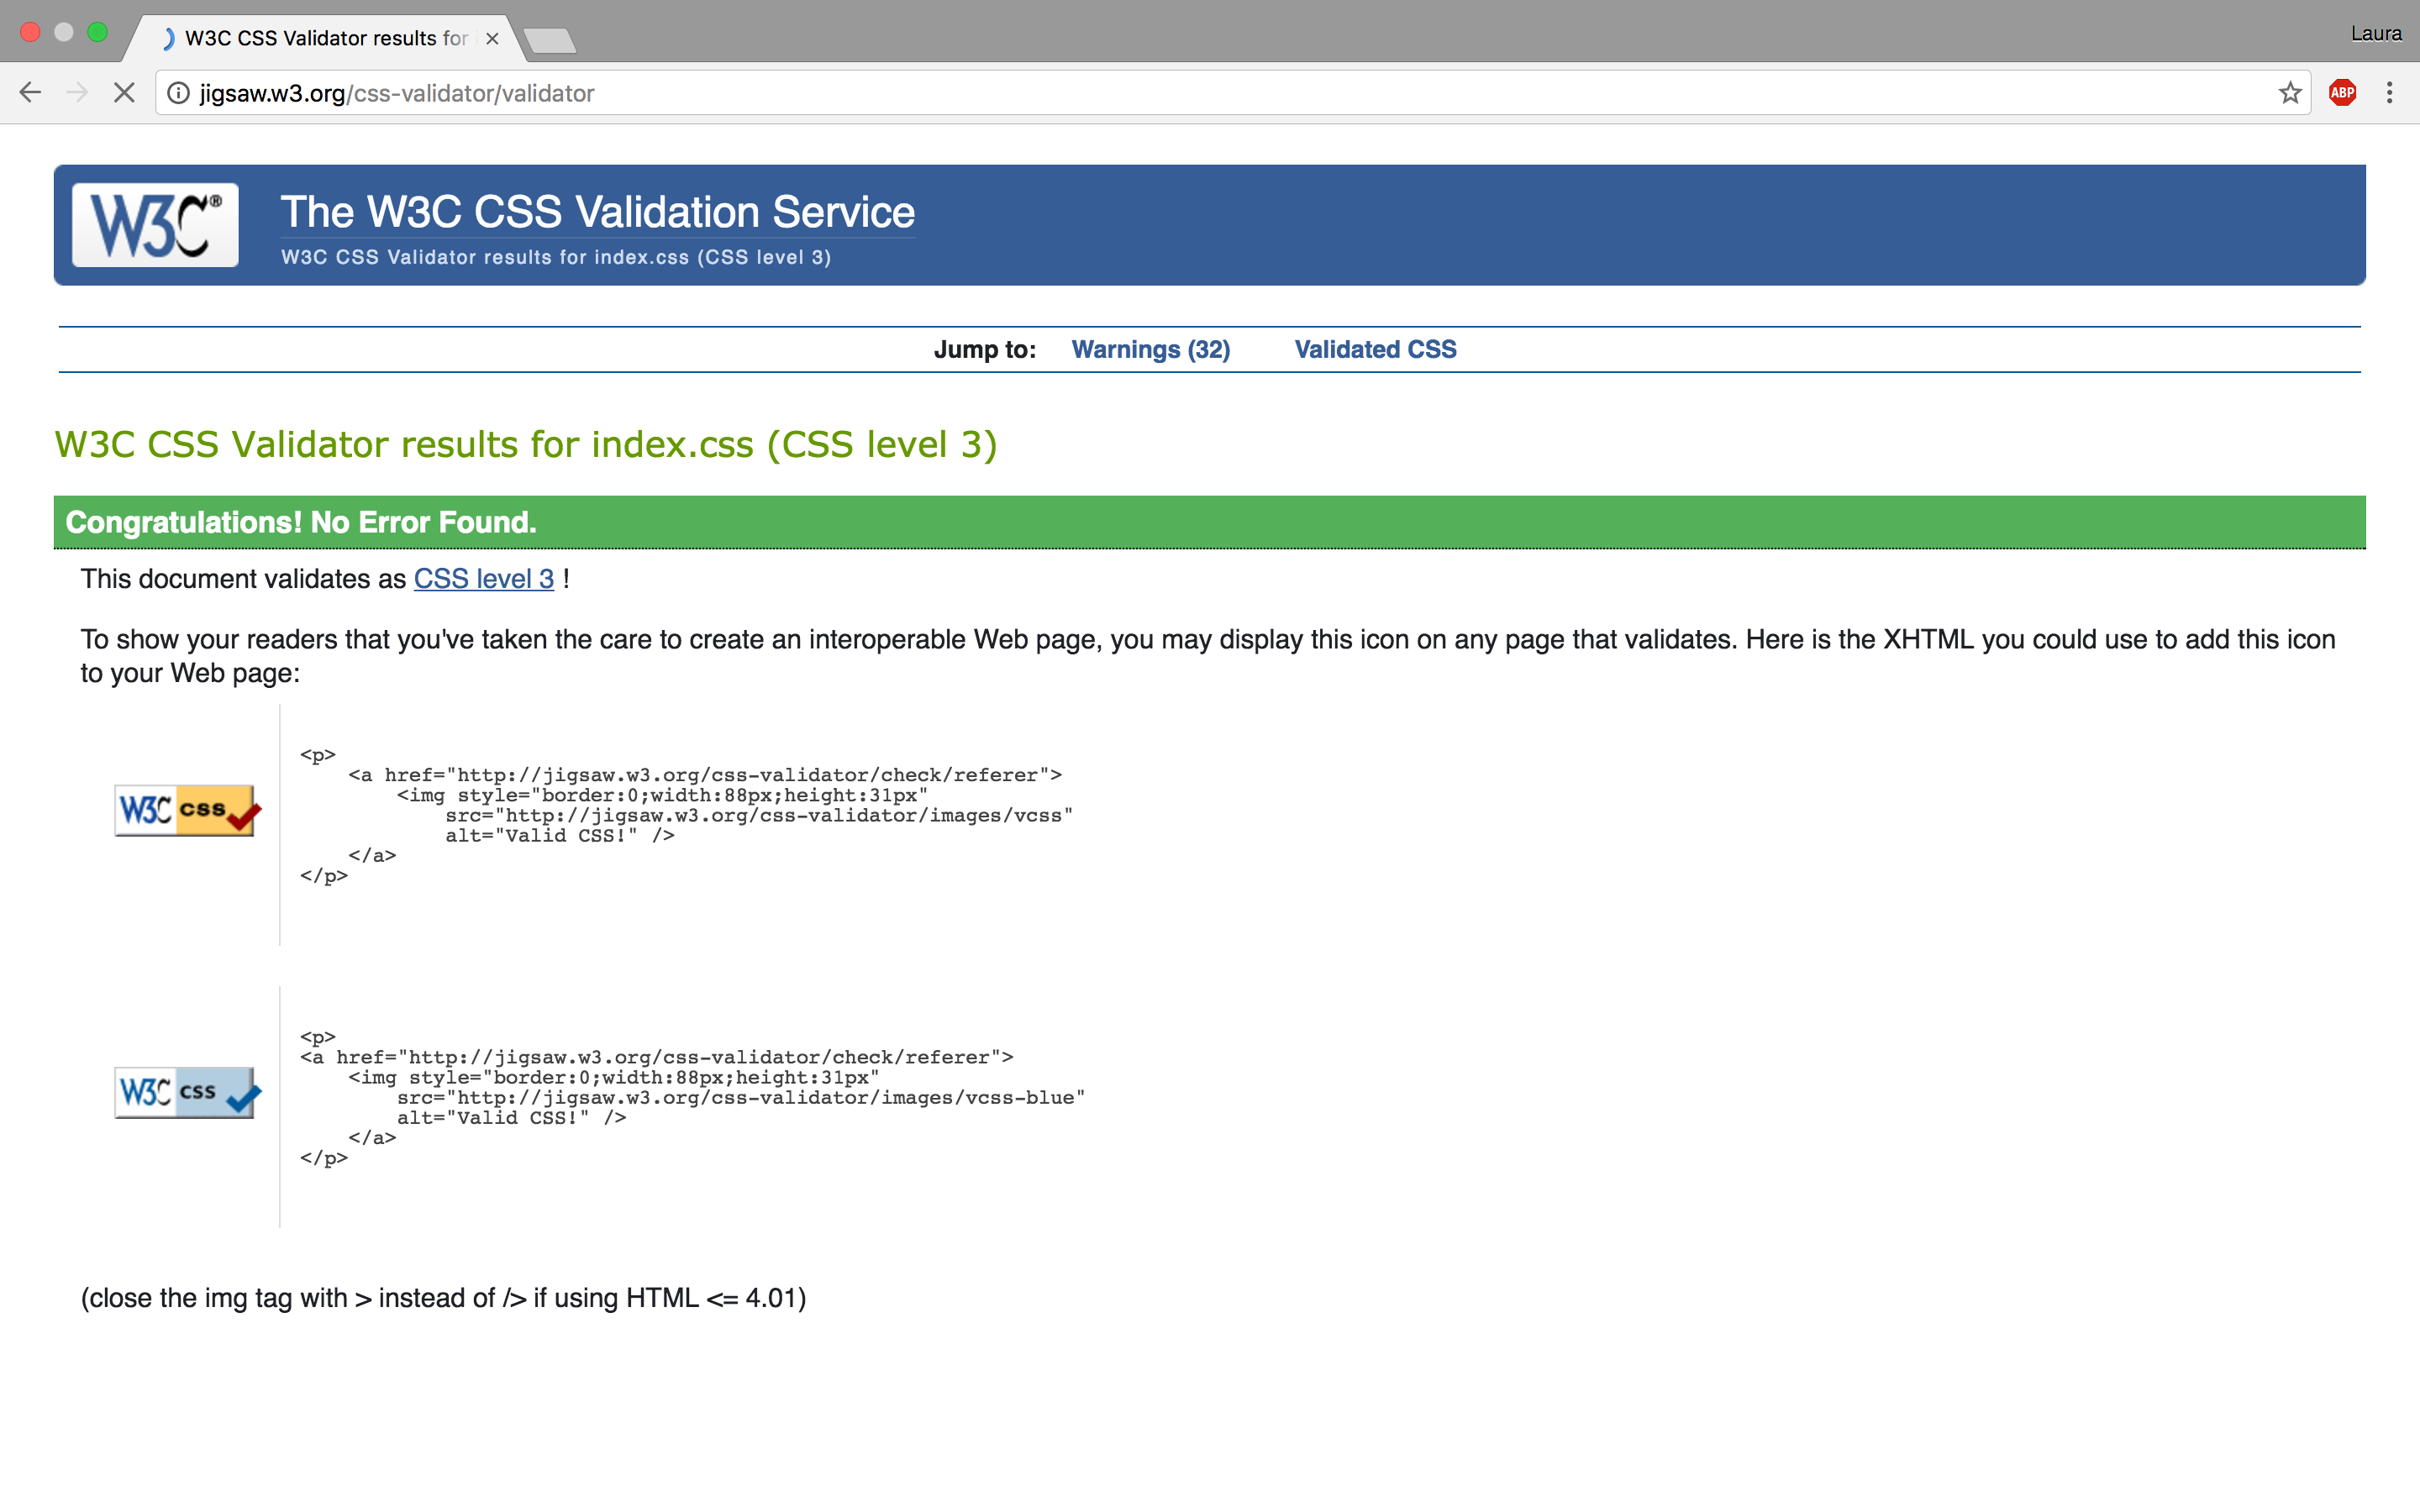 W3C CSS Validator results for
Laura
jigsaw.w3.org/css-validator/validator
ABP
W3C®
The W3C CSS Validation Service
W3C CSS Validator results for index.css (CSS level 3)
Jump to: Warnings (32) Validated CSS
W3C CSS Validator results for index.css (CSS level 3)
Congratulations! No Error Found.
This document validates as CSS level 3 !
To show your readers that you've taken the care to create an interoperable Web page, you may display this icon on any page that validates. Here is the XHTML you could use to add this icon
to your Web page:
W3C css
<p>
<a href="http://jigsaw.w3.org/css-validator/check/referer">
<img style="border:0;width:88px;height:31px"
src="http://jigsaw.w3.org/css-validator/images/vcss"
alt="Valid CSS!" />
</a>
</p>
W3C css
<p>
<a href="http://jigsaw.w3.org/css-validator/check/referer">
<img style="border:0;width:88px;height:31px"
src="http://jigsaw.w3.org/css-validator/images/vcss-blue"
alt="Valid CSS!" />
</a>
</p>
(close the img tag with > instead of /> if using HTML <= 4.01)